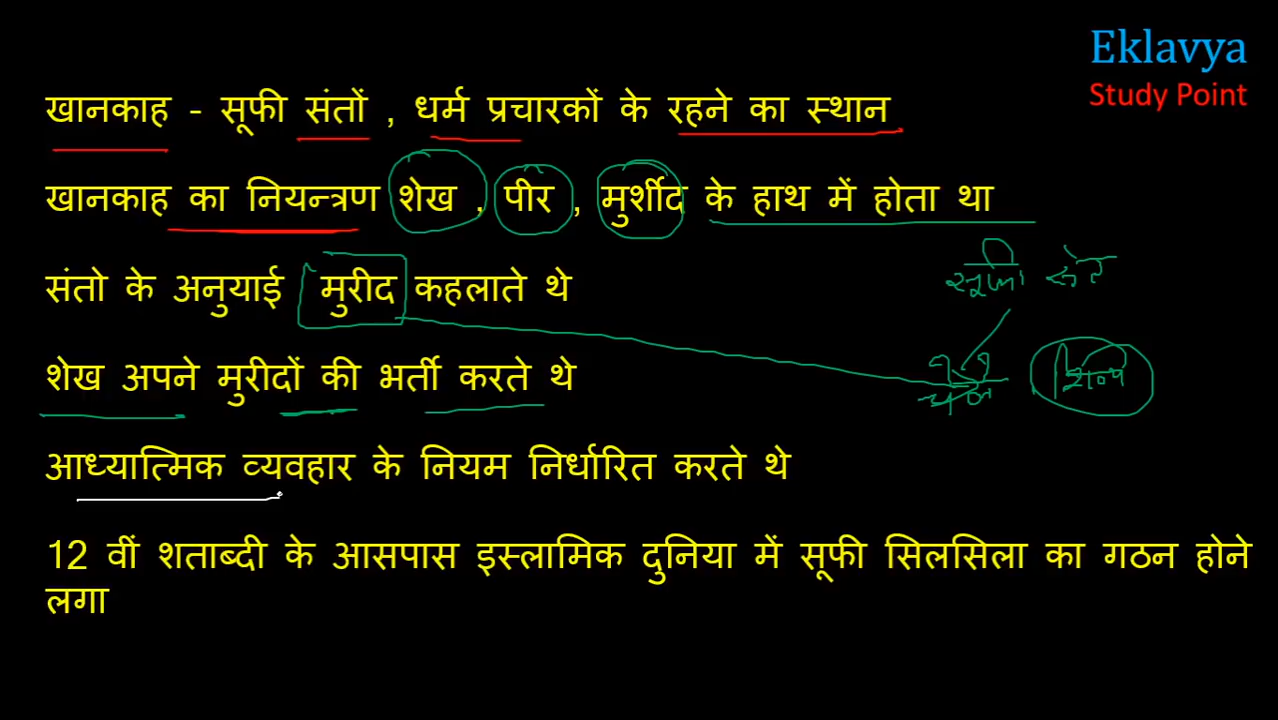 Eklavya
Study Point
खानकाह - सूफी संतों , धर्म प्रचारकों के रहने का स्थान
खानकाह का नियन्त्रण शेख , पीर , मुर्शीद के हाथ में होता था
संतो के अनुयाई मुरीद कहलाते थे
सूफी संत
शेख अपने मुरीदों की भर्ती करते थे
शिष्य
आध्यात्मिक व्यवहार के नियम निर्धारित करते थे
12 वीं शताब्दी के आसपास इस्लामिक दुनिया में सूफी सिलसिला का गठन होने
लगा